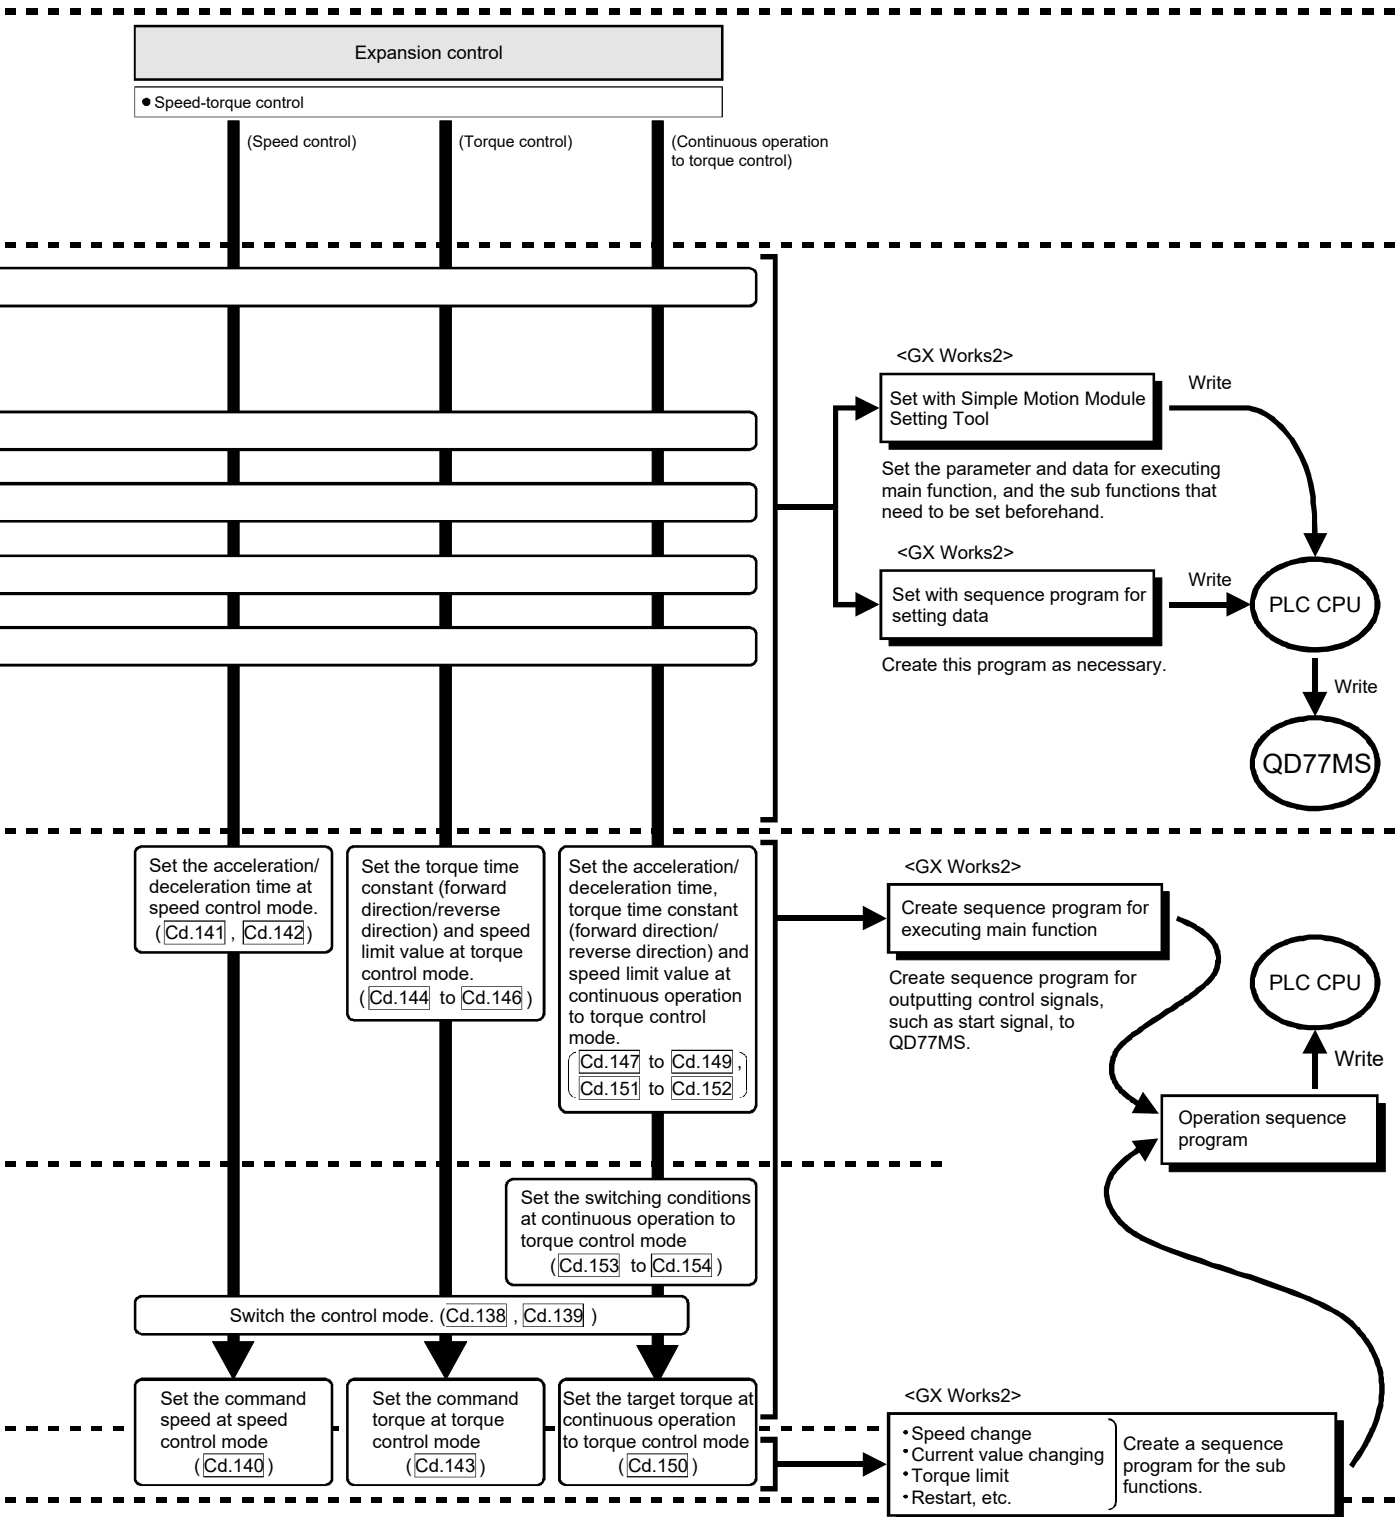 Expansion control
● Speed-torque control
(Speed control)
(Torque control)
(Continuous operation
to torque control)
<GX Works2>
Set with Simple Motion Module
Setting Tool
Write
Set the parameter and data for executing
main function, and the sub functions that
need to be set beforehand.
<GX Works2>
Set with sequence program for
setting data
Write
PLC CPU
Create this program as necessary.
Write
QD77MS
Set the acceleration/
deceleration time at
speed control mode.
(Cd.141 , Cd.142)
Set the torque time
constant (forward
direction/reverse
direction) and speed
limit value at torque
control mode.
(Cd.144 to Cd.146)
Set the acceleration/
deceleration time,
torque time constant
(forward direction/
reverse direction) and
speed limit value at
continuous operation
to torque control
mode.
(Cd.147 to Cd.149 ,
Cd.151 to Cd.152)
<GX Works2>
Create sequence program for
executing main function
Create sequence program for
outputting control signals,
such as start signal, to
QD77MS.
PLC CPU
Write
Operation sequence
program
Set the switching conditions
at continuous operation to
torque control mode
(Cd.153 to Cd.154)
Switch the control mode. (Cd.138 , Cd.139 )
Set the command
speed at speed
control mode
(Cd.140)
Set the command
torque at torque
control mode
(Cd.143)
Set the target torque at
continuous operation
to torque control mode
(Cd.150)
<GX Works2>
•Speed change
•Current value changing
•Torque limit
•Restart, etc.
Create a sequence
program for the sub
functions.